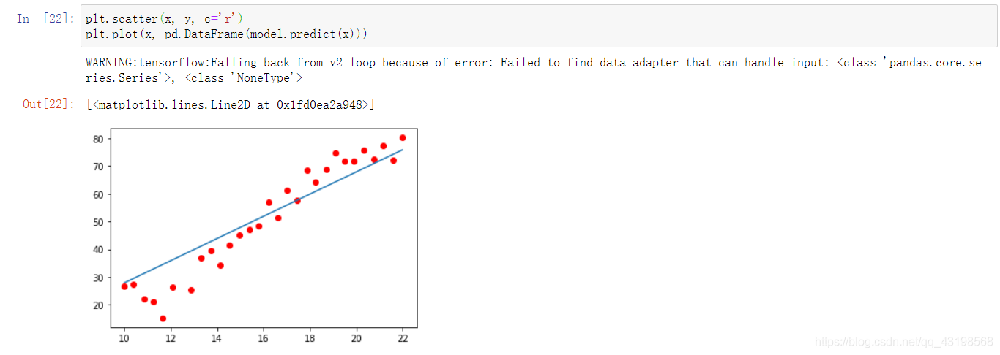 In [22]: plt.scatter(x, y, c='r')
plt.plot(x, pd.DataFrame(model.predict(x)))
WARNING:tensorflow:Falling back from v2 loop because of error: Failed to find data adapter that can handle input: <class 'pandas.core.se
ries.Series'>, <class 'NoneType'>
Out[22]: [<matplotlib.lines.Line2D at 0x1fd0ea2a948>]
80
70
60
50
40
30
20
10 12 14 16 18 20 22
https://blog.csdn.net/qq_43198568